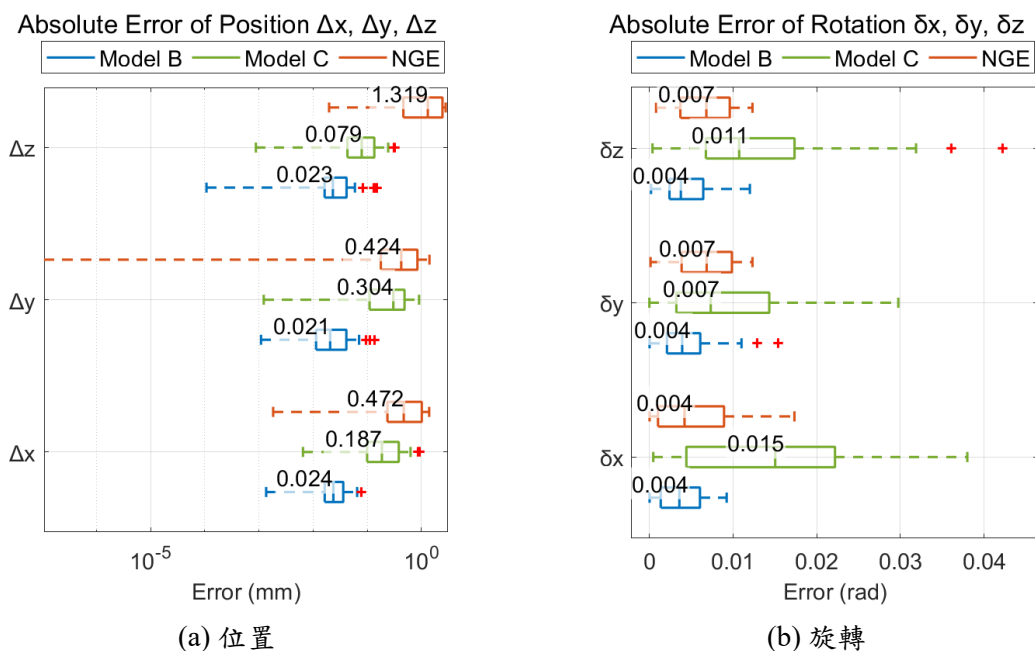 Absolute Error of Position Δx, Δy, Δz
Model B Model C NGE
1.319
Δz
0.079
0.023
0.424
Δy
0.304
0.021
0.472
Δx
0.187
0.024
10⁻⁵ 10⁰
Error (mm)
(a) 位置
Absolute Error of Rotation δx, δy, δz
Model B Model C NGE
0.007
δz
0.011
0.004
0.007
δy
0.007
0.004
0.004
δx
0.015
0.004
0 0.01 0.02 0.03 0.04
Error (rad)
(b) 旋轉